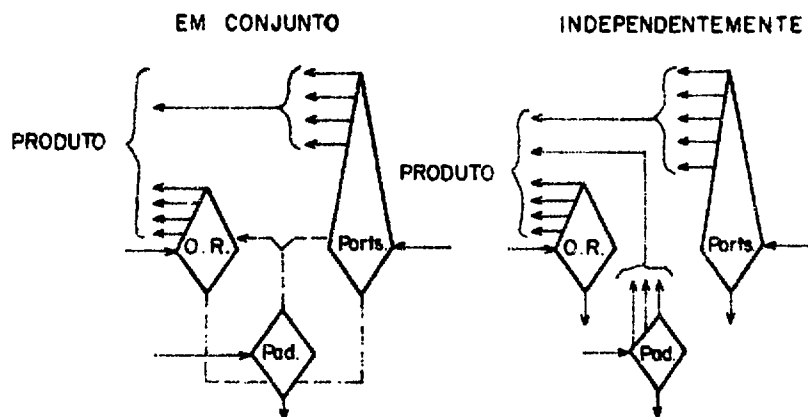 EM CONJUNTO
INDEPENDENTEMENTE
PRODUTO
PRODUTO
O.R.
Ports.
O.R.
Ports.
Pad.
Pad.